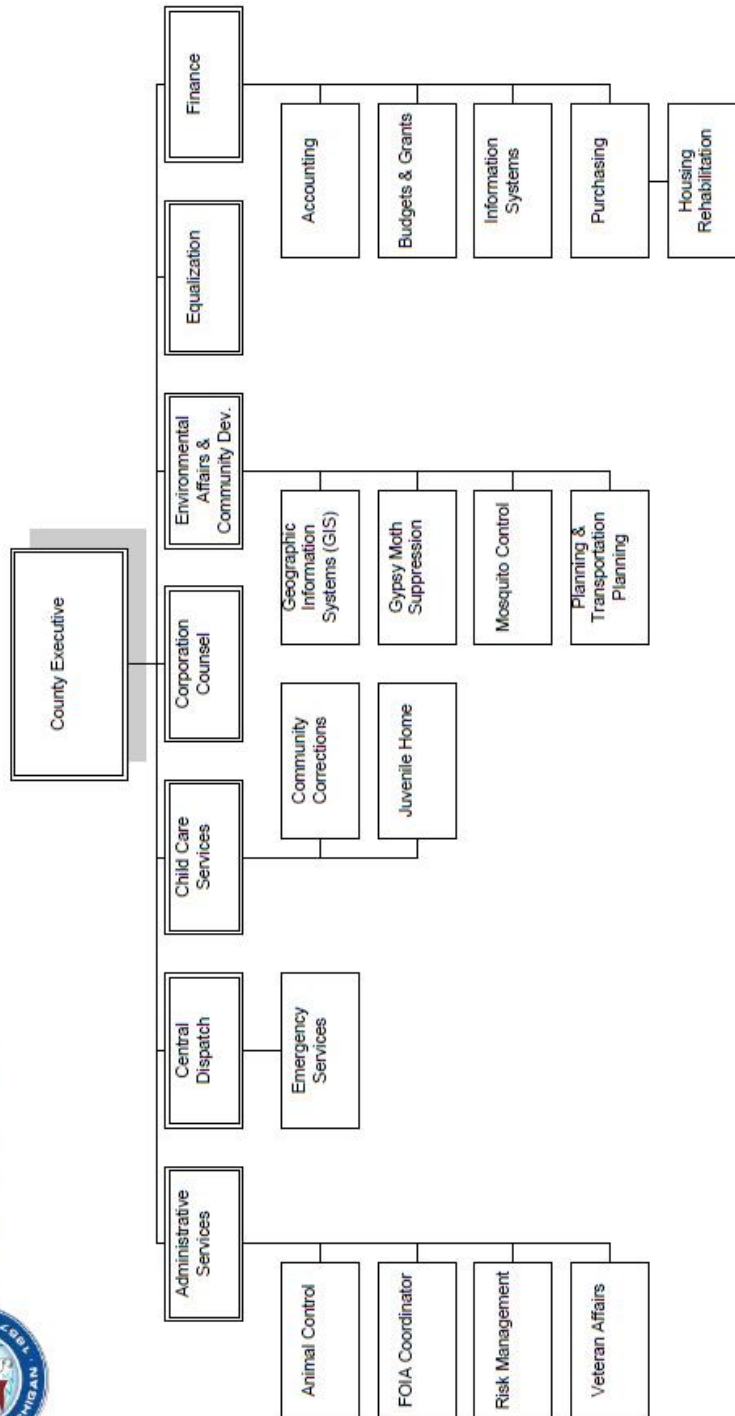 HIGAN · 1857
County Executive
Administrative
Services
Central
Dispatch
Child Care
Services
Corporation
Counsel
Environmental
Affairs &
Community Dev.
Equalization
Finance
Animal Control
FOIA Coordinator
Risk Management
Veteran Affairs
Emergency
Services
Community
Corrections
Juvenile Home
Geographic
Information
Systems (GIS)
Gypsy Moth
Suppression
Mosquito Control
Planning &
Transportation
Planning
Accounting
Budgets & Grants
Information
Systems
Purchasing
Housing
Rehabilitation